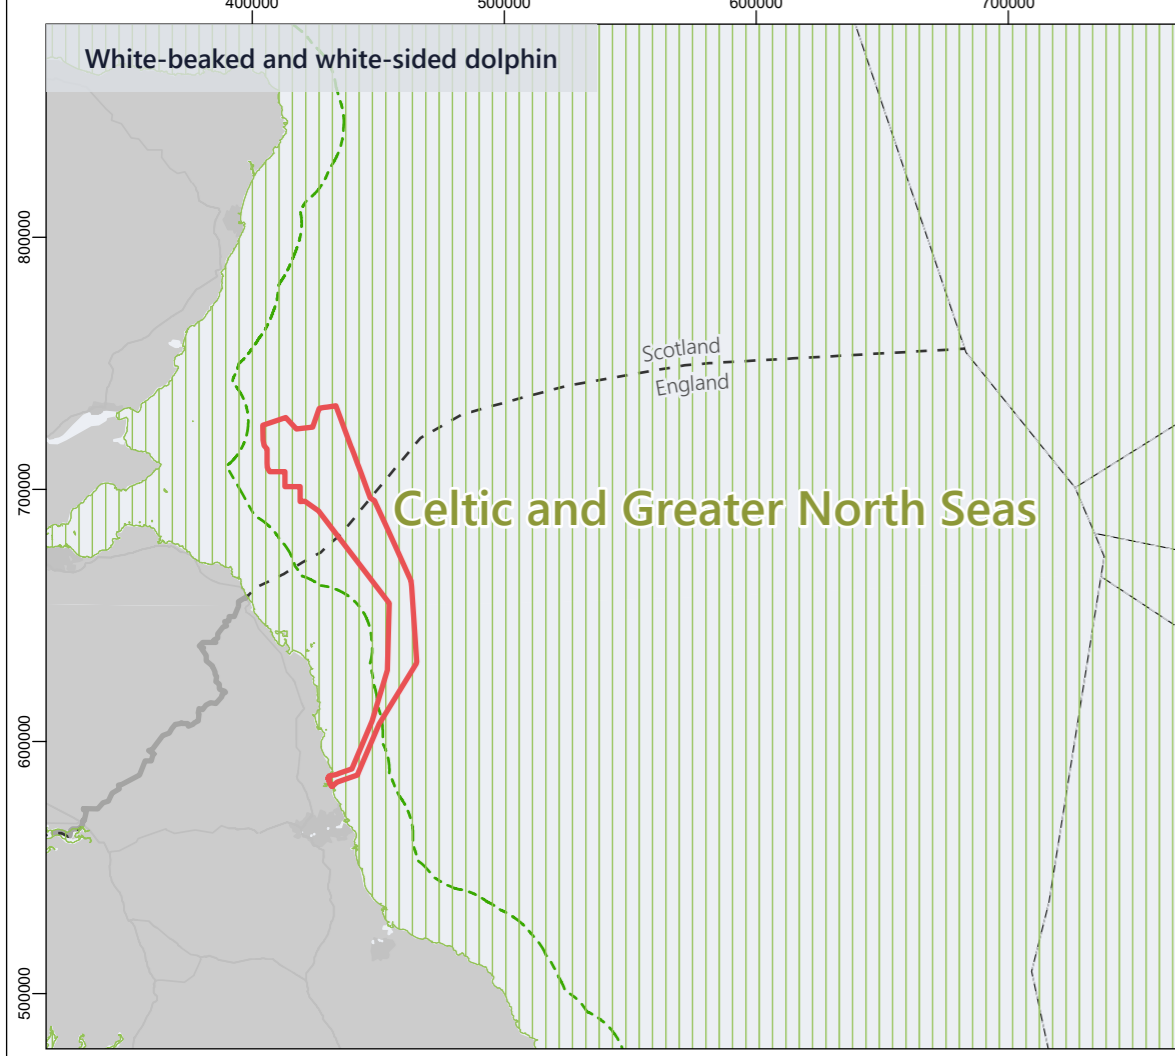 400000 500000 600000 700000
White-beaked and white-sided dolphin
800000
Scotland
England
700000
Celtic and Greater North Seas
600000
500000